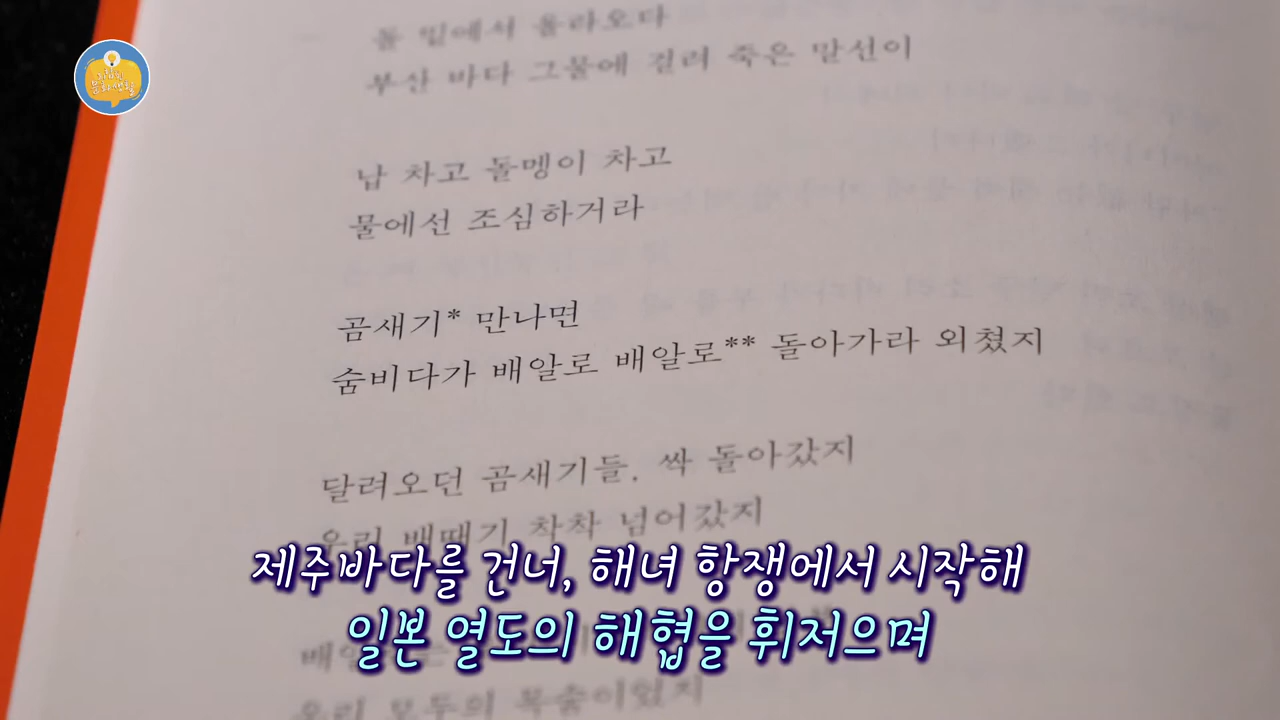 문화생활
돌 밑에서 올라오다
부산 바다 그물에 걸려 죽은 말선이
납 차고 돌멩이 차고
물에선 조심하거라
곰새기* 만나면
숨비다가 배알로 배알로** 돌아가라 외쳤지
달려오던 곰새기들, 싹 돌아갔지
우리 배때기 착착 넘어갔지
제주바다를 건너, 해녀 항쟁에서 시작해
일본 열도의 해협을 휘저으며
우리 모두의 목숨이었지